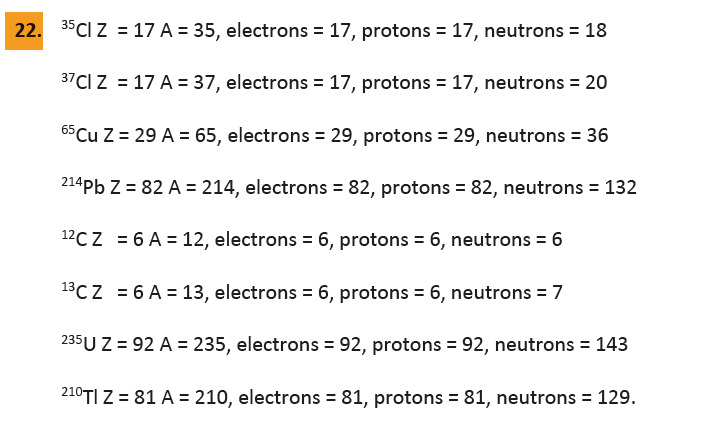 22. ³⁵Cl Z = 17 A = 35, electrons = 17, protons = 17, neutrons = 18
³⁷Cl Z = 17 A = 37, electrons = 17, protons = 17, neutrons = 20
⁶⁵Cu Z = 29 A = 65, electrons = 29, protons = 29, neutrons = 36
²¹⁴Pb Z = 82 A = 214, electrons = 82, protons = 82, neutrons = 132
¹²C Z = 6 A = 12, electrons = 6, protons = 6, neutrons = 6
¹³C Z = 6 A = 13, electrons = 6, protons = 6, neutrons = 7
²³⁵U Z = 92 A = 235, electrons = 92, protons = 92, neutrons = 143
²¹⁰Tl Z = 81 A = 210, electrons = 81, protons = 81, neutrons = 129.